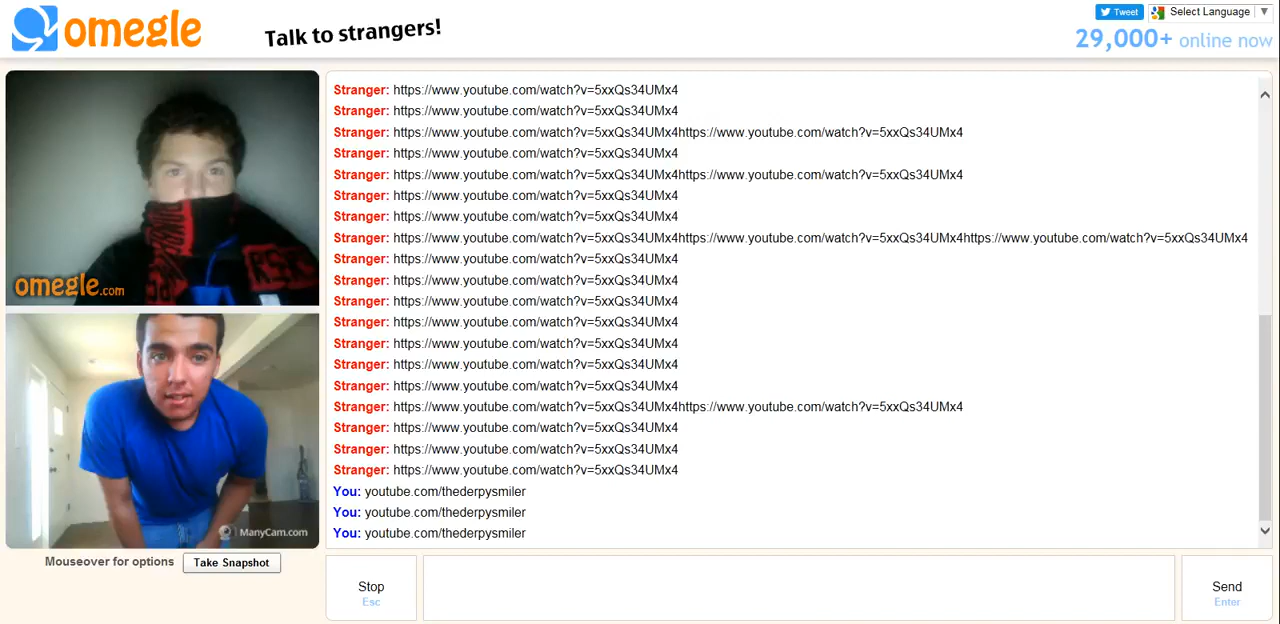 omegle
Talk to strangers!
Tweet
Select Language
29,000+ online now
Stranger: https://www.youtube.com/watch?v=5xxQs34UMx4
Stranger: https://www.youtube.com/watch?v=5xxQs34UMx4
Stranger: https://www.youtube.com/watch?v=5xxQs34UMx4https://www.youtube.com/watch?v=5xxQs34UMx4
Stranger: https://www.youtube.com/watch?v=5xxQs34UMx4
Stranger: https://www.youtube.com/watch?v=5xxQs34UMx4https://www.youtube.com/watch?v=5xxQs34UMx4
Stranger: https://www.youtube.com/watch?v=5xxQs34UMx4
Stranger: https://www.youtube.com/watch?v=5xxQs34UMx4
Stranger: https://www.youtube.com/watch?v=5xxQs34UMx4https://www.youtube.com/watch?v=5xxQs34UMx4https://www.youtube.com/watch?v=5xxQs34UMx4
Stranger: https://www.youtube.com/watch?v=5xxQs34UMx4
Stranger: https://www.youtube.com/watch?v=5xxQs34UMx4
Stranger: https://www.youtube.com/watch?v=5xxQs34UMx4
Stranger: https://www.youtube.com/watch?v=5xxQs34UMx4
Stranger: https://www.youtube.com/watch?v=5xxQs34UMx4
Stranger: https://www.youtube.com/watch?v=5xxQs34UMx4
Stranger: https://www.youtube.com/watch?v=5xxQs34UMx4
Stranger: https://www.youtube.com/watch?v=5xxQs34UMx4https://www.youtube.com/watch?v=5xxQs34UMx4
Stranger: https://www.youtube.com/watch?v=5xxQs34UMx4
Stranger: https://www.youtube.com/watch?v=5xxQs34UMx4
Stranger: https://www.youtube.com/watch?v=5xxQs34UMx4
You: youtube.com/thederpysmiler
You: youtube.com/thederpysmiler
You: youtube.com/thederpysmiler
omegle.com
ManyCam.com
Mouseover for options
Take Snapshot
Stop
Esc
Send
Enter